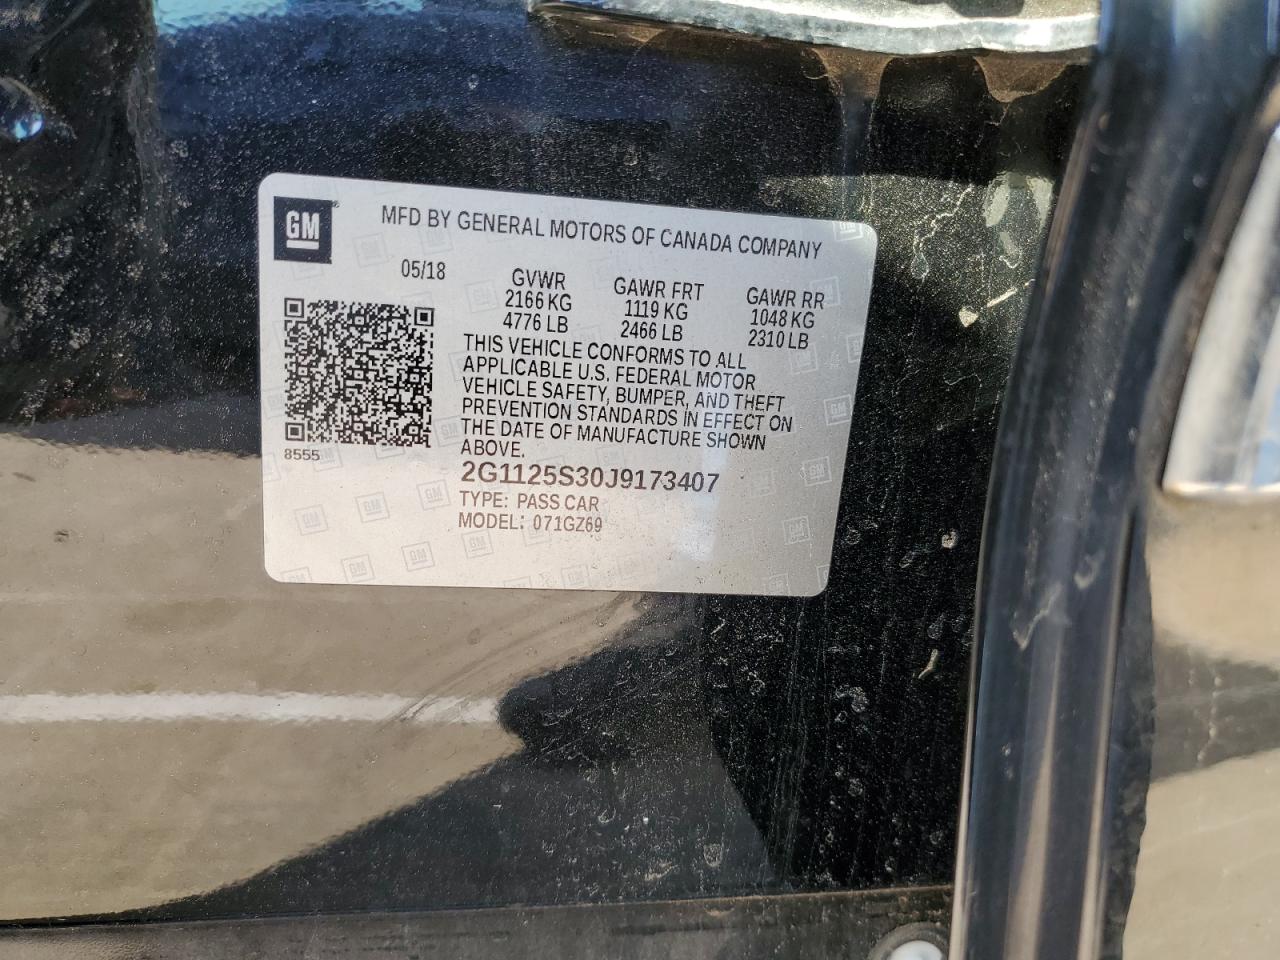 GM
MFD BY GENERAL MOTORS OF CANADA COMPANY
05/18
GVWR
2166 KG
4776 LB
GAWR FRT
1119 KG
2466 LB
GAWR RR
1048 KG
2310 LB
THIS VEHICLE CONFORMS TO ALL
APPLICABLE U.S. FEDERAL MOTOR
VEHICLE SAFETY, BUMPER, AND THEFT
PREVENTION STANDARDS IN EFFECT ON
THE DATE OF MANUFACTURE SHOWN
ABOVE.
8555
2G1125S30J9173407
TYPE: PASS CAR
MODEL: 071GZ69